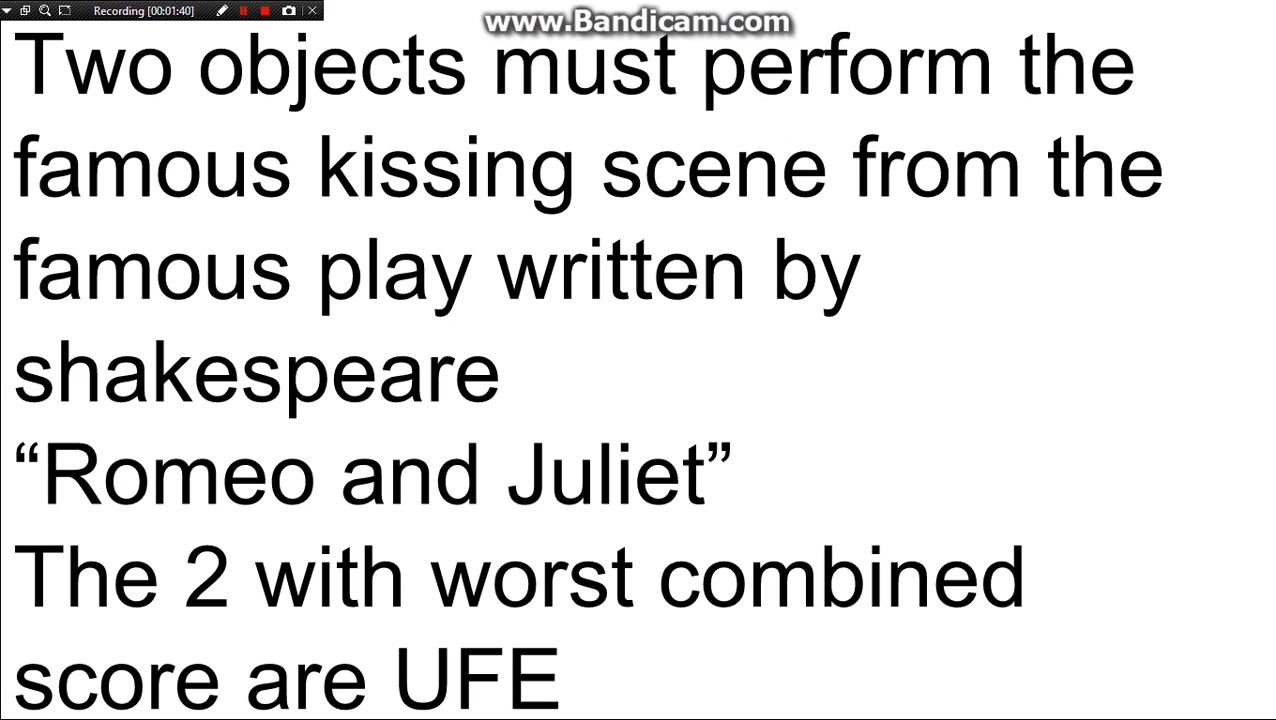 Recording [00:01:40]
www.Bandicam.com
Two objects must perform the
famous kissing scene from the
famous play written by
shakespeare
“Romeo and Juliet”
The 2 with worst combined
score are UFE